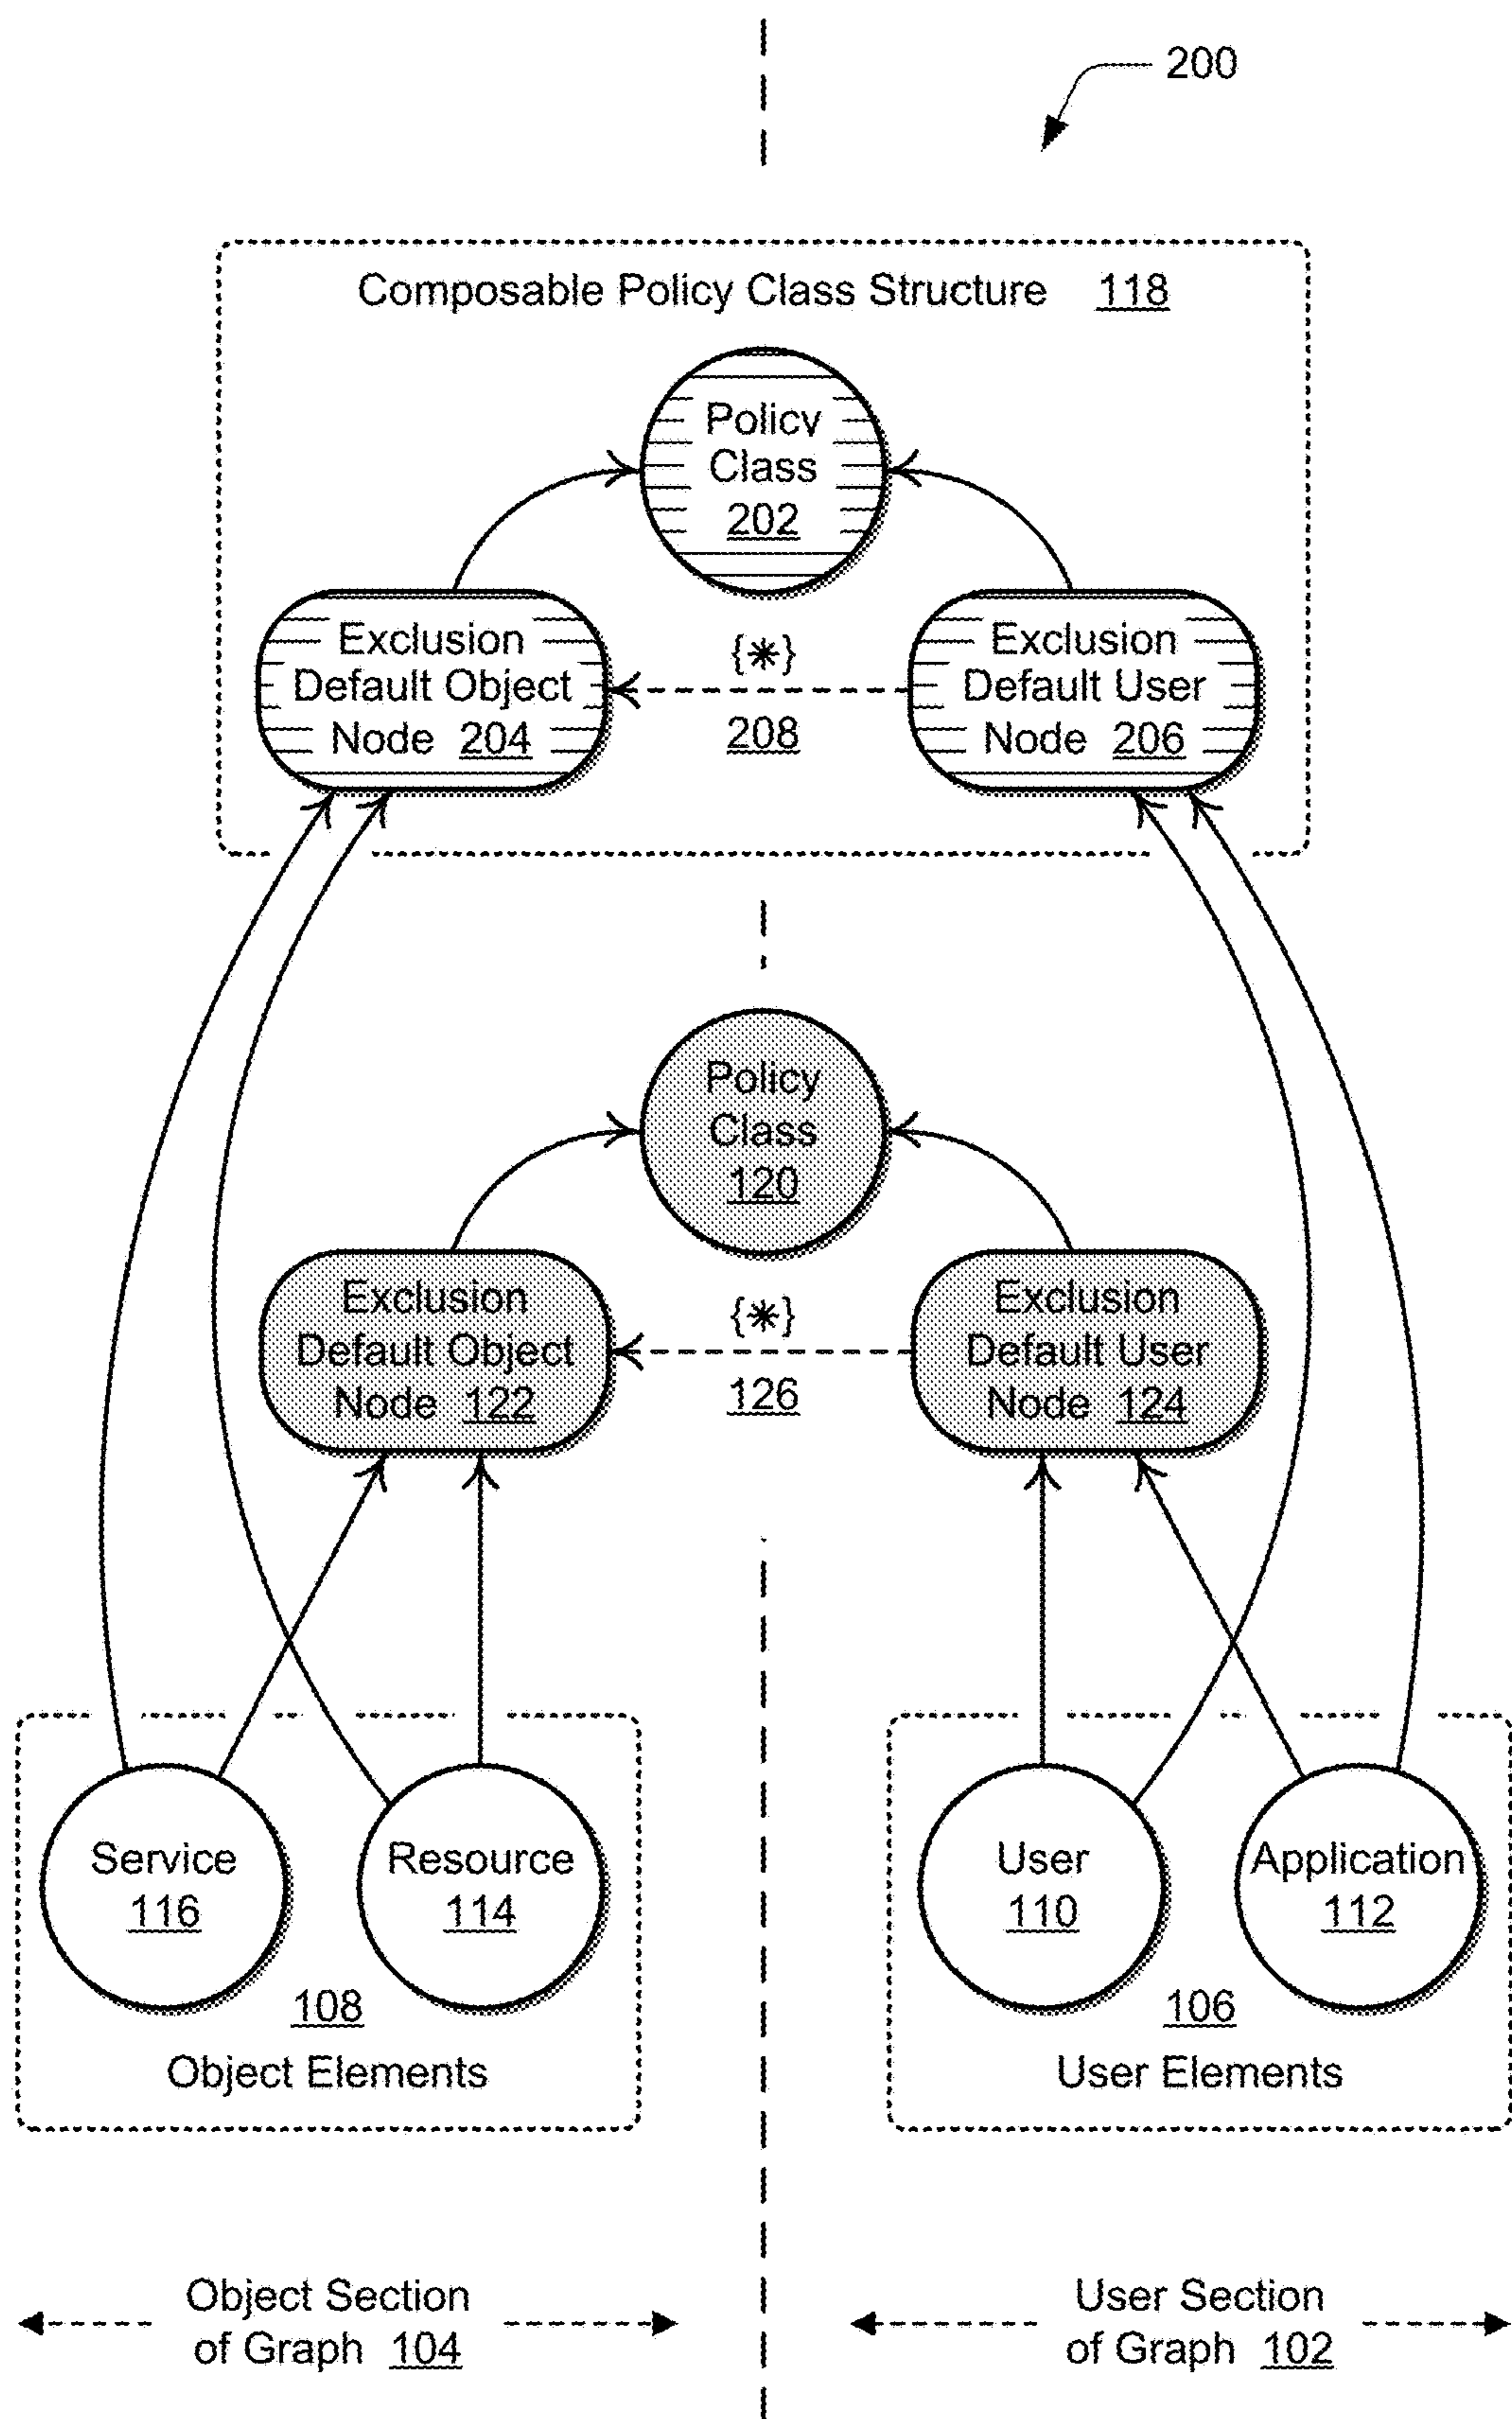 200
Composable Policy Class Structure 118
Policy
Class
202
Exclusion
Default Object
Node 204
{*}
208
Exclusion
Default User
Node 206
Policy
Class
120
Exclusion
Default Object
Node 122
{*}
126
Exclusion
Default User
Node 124
Service
116
Resource
114
108
Object Elements
User
110
Application
112
106
User Elements
Object Section
of Graph 104
User Section
of Graph 102